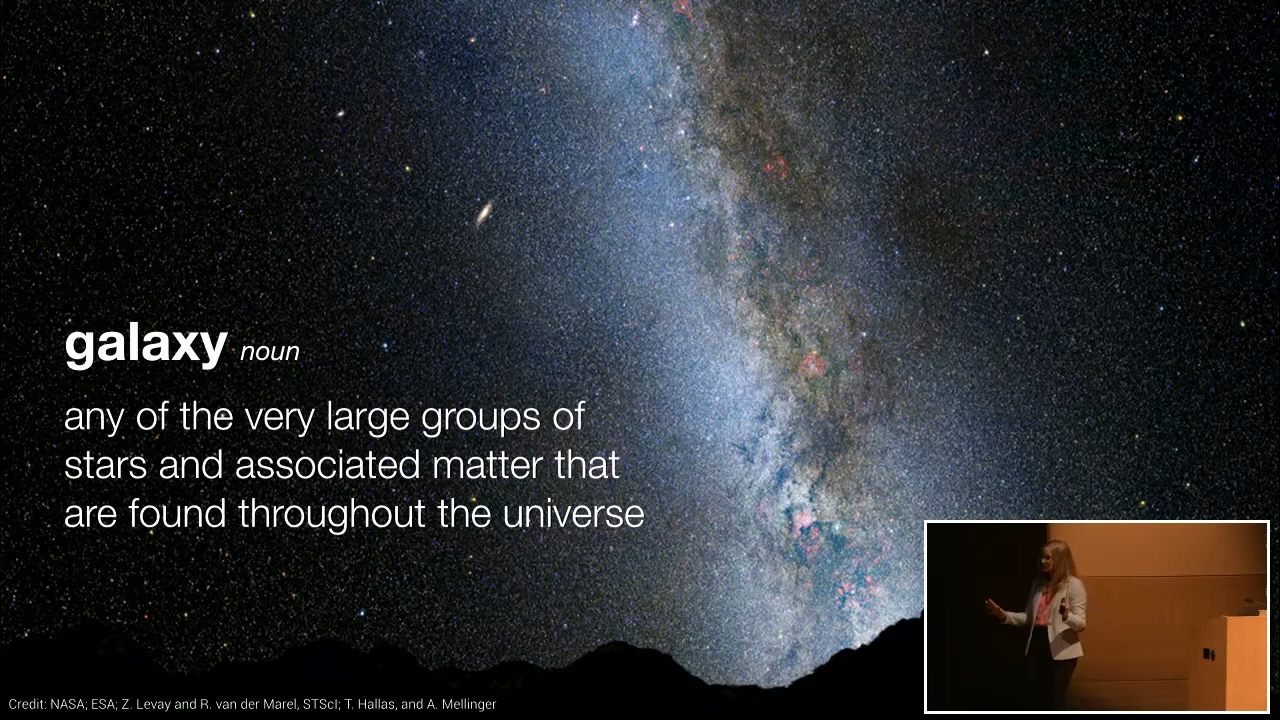 galaxy noun
any of the very large groups of
stars and associated matter that
are found throughout the universe
Credit: NASA; ESA; Z. Levay and R. van der Marel, STScI; T. Hallas, and A. Mellinger